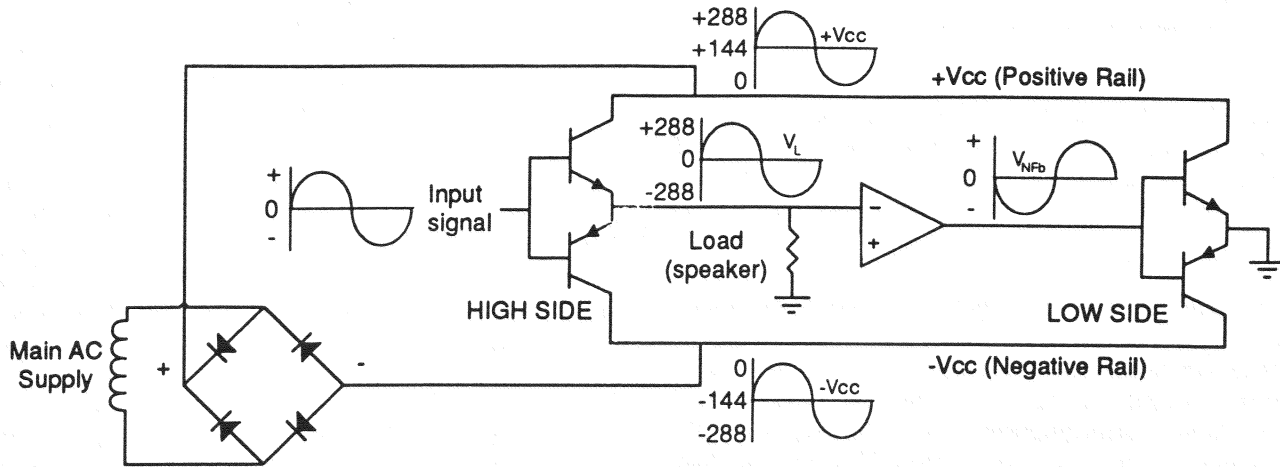 +288
+144
0
+Vcc
+Vcc (Positive Rail)
+288
0
-288
V_L
+
0
-
V_NFb
+
0
-
Input
signal
-
+
Load
(speaker)
HIGH SIDE
LOW SIDE
Main AC
Supply
+
-
0
-144
-288
-Vcc
-Vcc (Negative Rail)